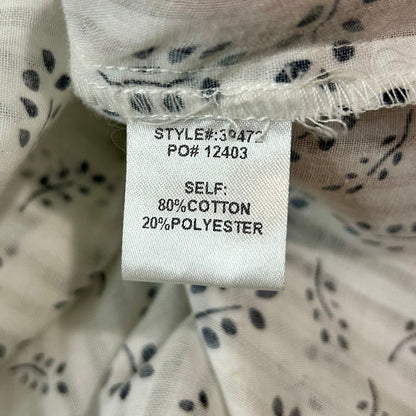 STYLE#:39472
PO# 12403
SELF:
80%COTTON
20%POLYESTER